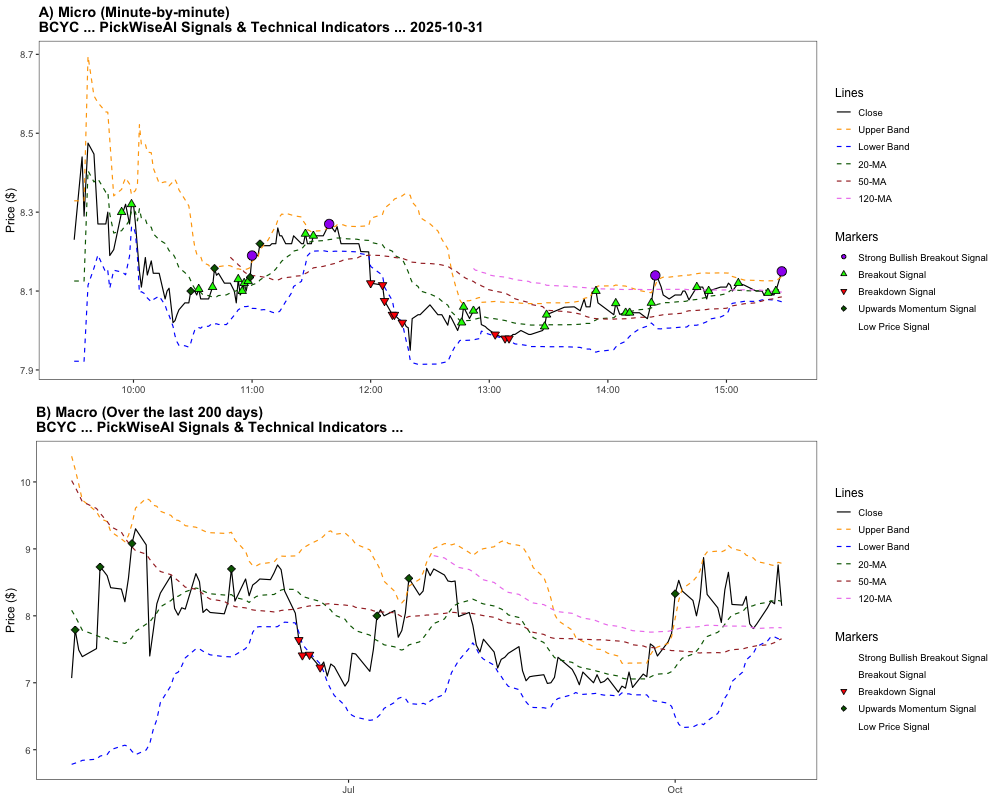 A) Micro (Minute-by-minute)
BCYC ... PickWiseAI Signals & Technical Indicators ... 2025-10-31
Price ($)
8.7
8.5
8.3
8.1
7.9
10:00
11:00
12:00
13:00
14:00
15:00
Lines
Close
Upper Band
Lower Band
20-MA
50-MA
120-MA
Markers
Strong Bullish Breakout Signal
Breakout Signal
Breakdown Signal
Upwards Momentum Signal
Low Price Signal
B) Macro (Over the last 200 days)
BCYC ... PickWiseAI Signals & Technical Indicators ...
Price ($)
10
9
8
7
6
Jul
Oct
Lines
Close
Upper Band
Lower Band
20-MA
50-MA
120-MA
Markers
Strong Bullish Breakout Signal
Breakout Signal
Breakdown Signal
Upwards Momentum Signal
Low Price Signal